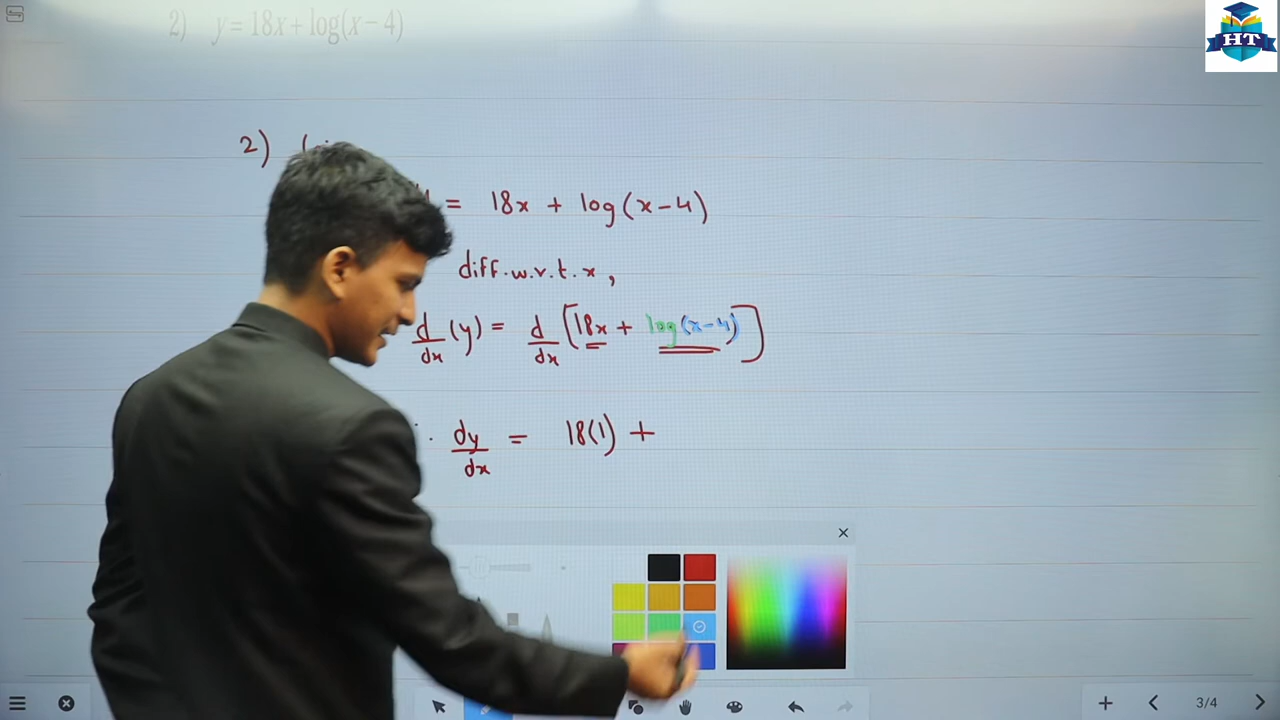 2) y = 18x + log(x − 4)
HT
2)
= 18x + log(x-4)
diff. w.r.t. x,
d/dx (y) = d/dx [18x + log(x-4)]
dy/dx = 18(1) +
3/4